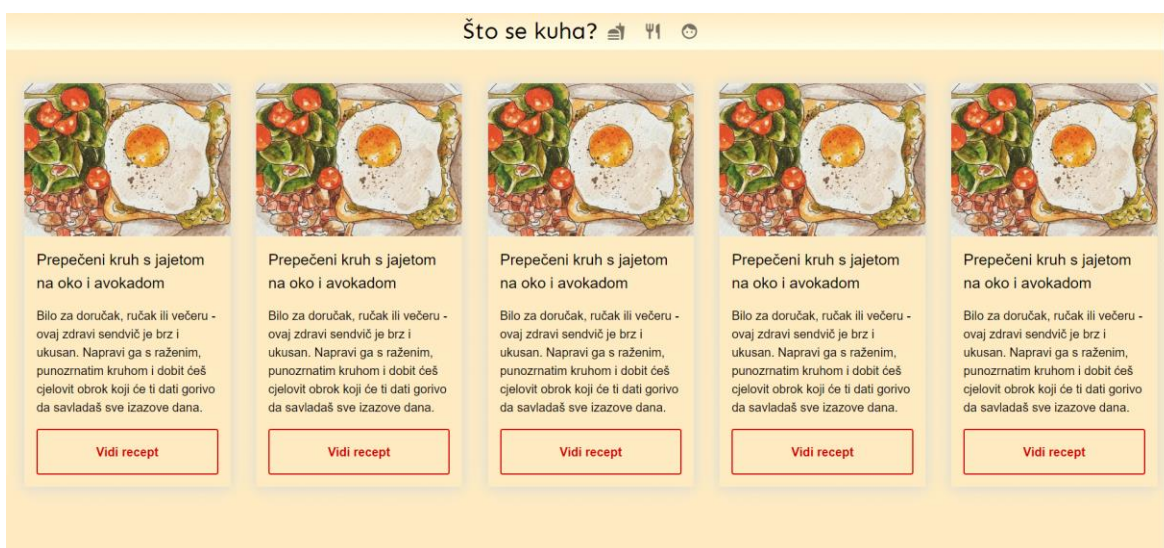 Što se kuha?
Prepečeni kruh s jajetom
na oko i avokadom
Bilo za doručak, ručak ili večeru -
ovaj zdravi sendvič je brz i
ukusan. Napravi ga s raženim,
punozrnatim kruhom i dobit ćeš
cjelovit obrok koji će ti dati gorivo
da savladaš sve izazove dana.
Vidi recept
Prepečeni kruh s jajetom
na oko i avokadom
Bilo za doručak, ručak ili večeru -
ovaj zdravi sendvič je brz i
ukusan. Napravi ga s raženim,
punozrnatim kruhom i dobit ćeš
cjelovit obrok koji će ti dati gorivo
da savladaš sve izazove dana.
Vidi recept
Prepečeni kruh s jajetom
na oko i avokadom
Bilo za doručak, ručak ili večeru -
ovaj zdravi sendvič je brz i
ukusan. Napravi ga s raženim,
punozrnatim kruhom i dobit ćeš
cjelovit obrok koji će ti dati gorivo
da savladaš sve izazove dana.
Vidi recept
Prepečeni kruh s jajetom
na oko i avokadom
Bilo za doručak, ručak ili večeru -
ovaj zdravi sendvič je brz i
ukusan. Napravi ga s raženim,
punozrnatim kruhom i dobit ćeš
cjelovit obrok koji će ti dati gorivo
da savladaš sve izazove dana.
Vidi recept
Prepečeni kruh s jajetom
na oko i avokadom
Bilo za doručak, ručak ili večeru -
ovaj zdravi sendvič je brz i
ukusan. Napravi ga s raženim,
punozrnatim kruhom i dobit ćeš
cjelovit obrok koji će ti dati gorivo
da savladaš sve izazove dana.
Vidi recept